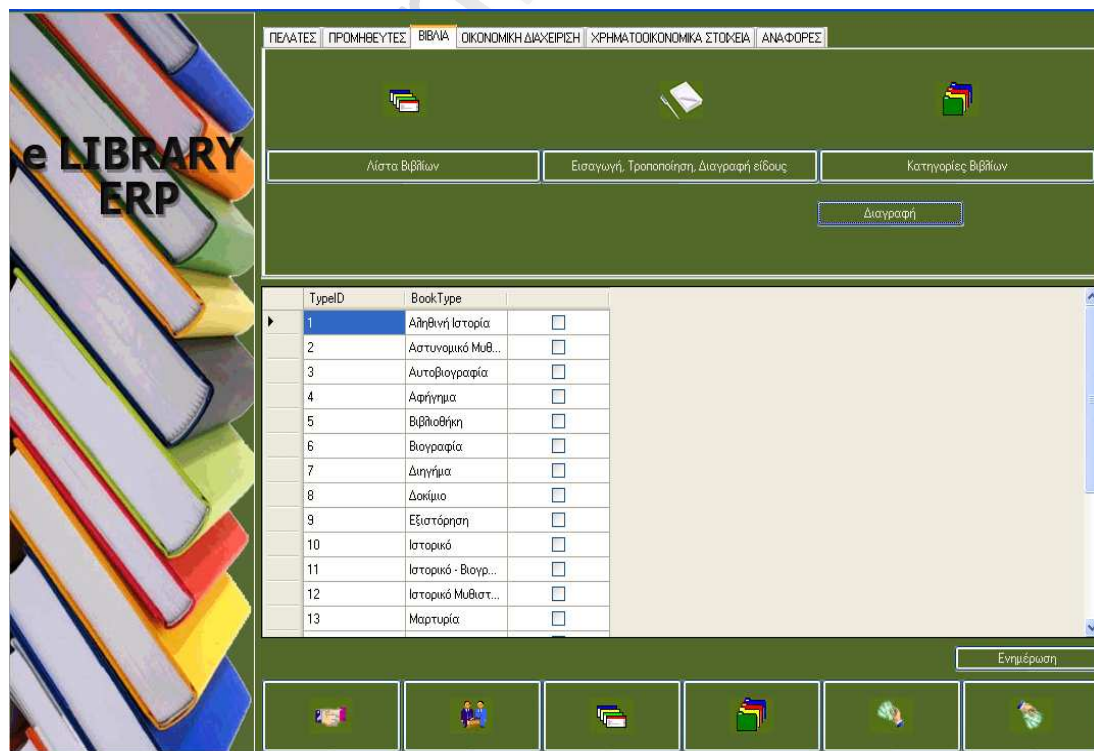 e LIBRARY
ERP
ΠΕΛΑΤΕΣ ΠΡΟΜΗΘΕΥΤΕΣ ΒΙΒΛΙΑ ΟΙΚΟΝΟΜΙΚΗ ΔΙΑΧΕΙΡΙΣΗ ΧΡΗΜΑΤΟΟΙΚΟΝΟΜΙΚΑ ΣΤΟΙΧΕΙΑ ΑΝΑΦΟΡΕΣ
Λίστα Βιβλίων Εισαγωγή, Τροποποίηση, Διαγραφή είδους Κατηγορίες Βιβλίων
Διαγραφή
TypeID BookType
1 Αληθινή Ιστορία
2 Αστυνομικό Μυθ...
3 Αυτοβιογραφία
4 Αφήγημα
5 Βιβλιοθήκη
6 Βιογραφία
7 Διηγήμα
8 Δοκίμιο
9 Εξιστόρηση
10 Ιστορικό
11 Ιστορικό - Βιογρ...
12 Ιστορικό Μυθιστ...
13 Μαρτυρία
Ενημέρωση